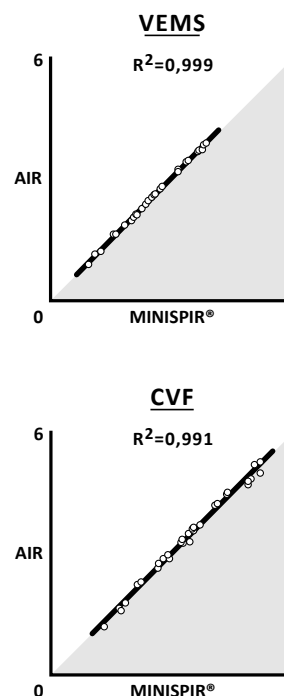 VEMS
R²=0,999
6
AIR
0
MINISPIR®
CVF
R²=0,991
6
AIR
0
MINISPIR®